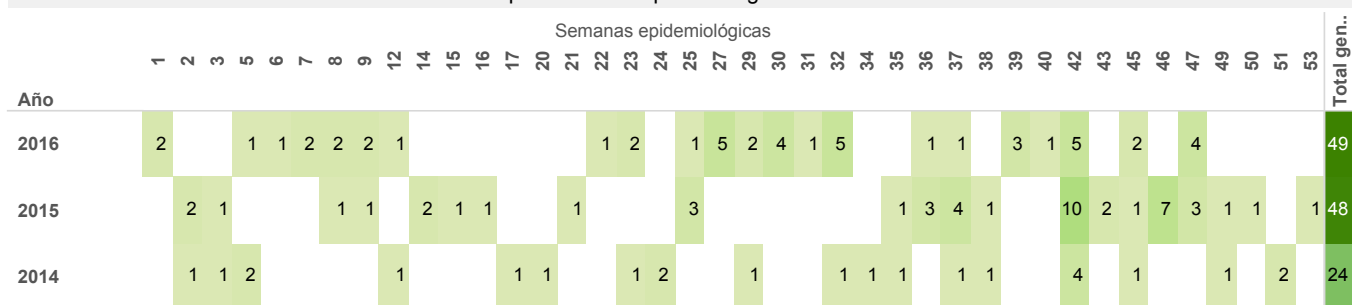 Semanas epidemiológicas
1 2 3 5 6 7 8 9 12 14 15 16 17 20 21 22 23 24 25 27 29 30 31 32 34 35 36 37 38 39 40 42 43 45 46 47 49 50 51 53 Total gen..
Año
2016 2 1 1 2 2 2 1 1 2 1 5 2 4 1 5 1 1 3 1 5 2 4 49
2015 2 1 1 1 2 1 1 1 3 1 3 4 1 10 2 1 7 3 1 1 1 48
2014 1 1 2 1 1 1 1 2 1 1 1 1 1 1 4 1 1 2 24